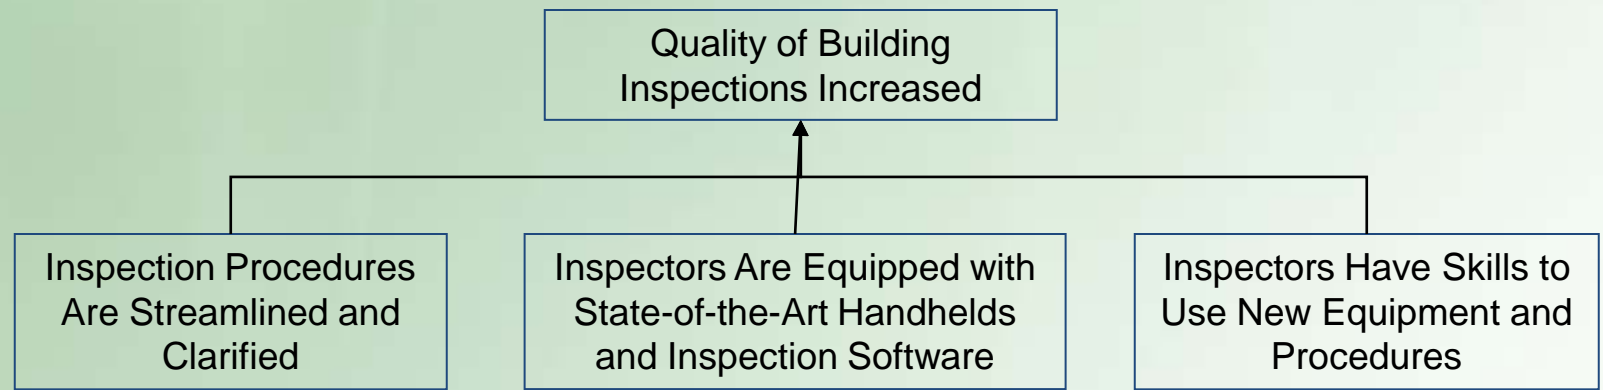 Quality of Building
Inspections Increased
Inspection Procedures
Are Streamlined and
Clarified
Inspectors Are Equipped with
State-of-the-Art Handhelds
and Inspection Software
Inspectors Have Skills to
Use New Equipment and
Procedures